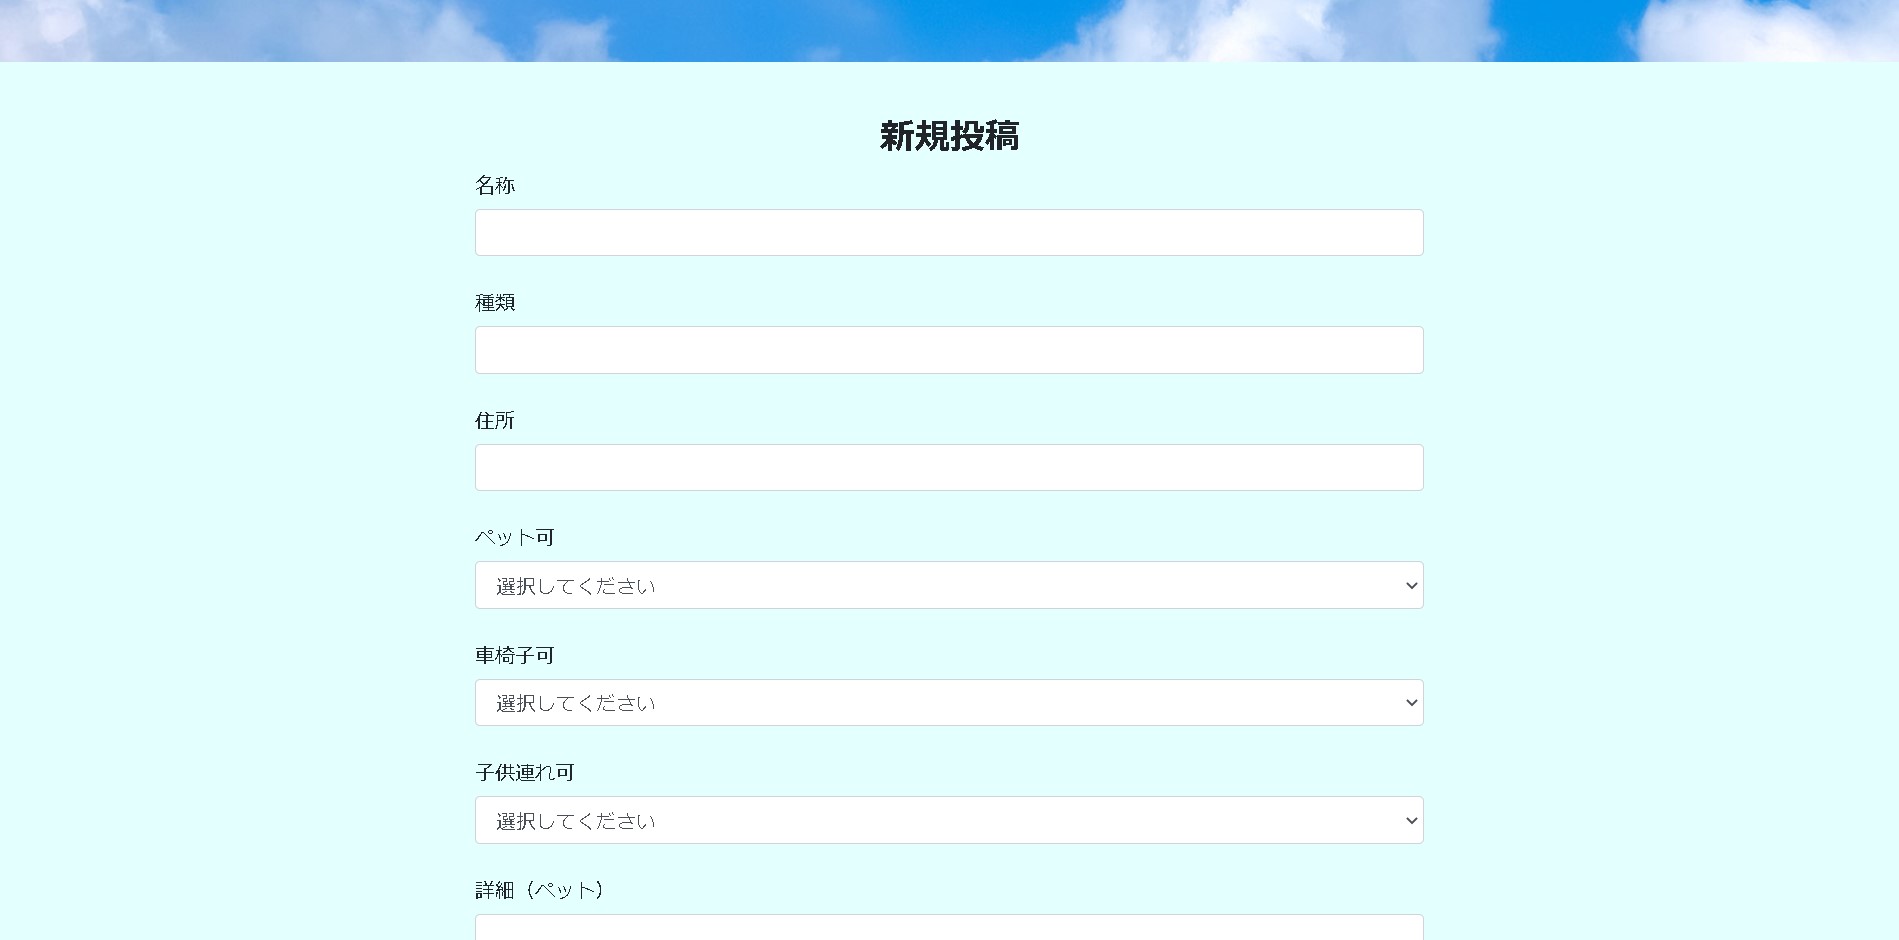 新規投稿
名称
種類
住所
ペット可
選択してください
車椅子可
選択してください
子供連れ可
選択してください
詳細（ペット）